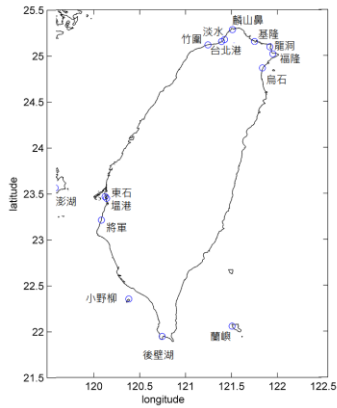 25.5
25
24.5
24
23.5
23
22.5
22
21.5
latitude
120
120.5
121
121.5
122
122.5
longitude
麟山鼻
淡水
基隆
竹圍
台北港
龍洞
福隆
烏石
東石
澎湖
堰港
將軍
小野柳
蘭嶼
後壁湖